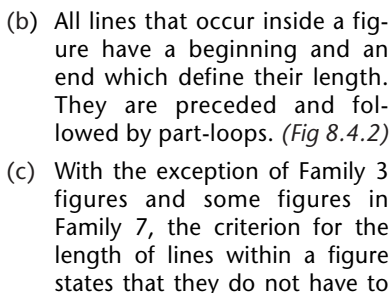 (b) All lines that occur inside a fig-
ure have a beginning and an
end which define their length.
They are preceded and fol-
lowed by part-loops. (Fig 8.4.2)
(c) With the exception of Family 3
figures and some figures in
Family 7, the criterion for the
length of lines within a figure
states that they do not have to